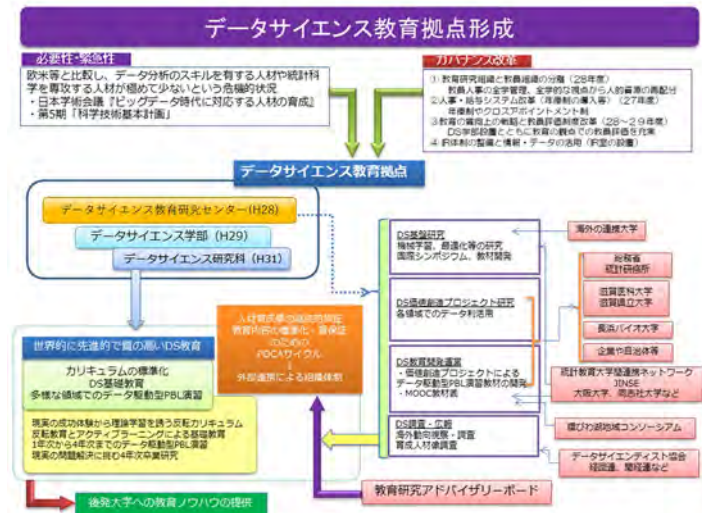 データサイエンス教育拠点形成
必要性・緊急性
欧米等と比較し、データ分析のスキルを有する人材や統計科
学を専攻する人材が極めて少ないという危機的状況
・日本学術会議『ビッグデータ時代に対応する人材の育成』
・第5期「科学技術基本計画」
ガバナンス改革
① 教育研究組織と教員組織の分離（28年度）
教員人事の全学管理、全学的な視点から人的資源の再配分
②人事・給与システム改革（年俸制の導入等）（27年度）
年俸制やクロスアポイントメント制
③教育の質向上の戦略と教員評価制度改革（28～29年度）
DS学部設置とともに教育の観点での教員評価を充実
④ IR体制の整備と情報・データの活用（IR室の設置）
データサイエンス教育拠点
データサイエンス教育研究センター(H28)
データサイエンス学部（H29）
データサイエンス研究科（H31）
世界的に先進的で質の高いDS教育
カリキュラムの標準化
DS基礎教育
多様な領域でのデータ駆動型PBL演習
現実の成功体験から理論学習を誘う反転カリキュラム
反転教育とアクティブラーニングによる基礎教育
1年次から4年次までのデータ駆動型PBL演習
現実の問題解決に挑む4年次卒業研究
後発大学への教育ノウハウの提供
人材育成像の継続的検証
教育内容の標準化・質保証
のための
PDCAサイクル
外部連携による組織体制
DS基盤研究
機械学習、最適化等の研究
国際シンポジウム、教材開発
DS価値創造プロジェクト研究
各領域でのデータ利活用
DS教育開発運営
・価値創造プロジェクトによる
データ駆動型PBL演習教材の開発
・MOOC教材等
DS調査・広報
海外動向視察・調査
育成人材像調査
教育研究アドバイザリーボード
海外の連携大学
総務省
統計研修所
滋賀医科大学
滋賀県立大学
長浜バイオ大学
企業や自治体等
統計教育大学間連携ネットワーク
JINSE
大阪大学、同志社大学など
環びわ湖地域コンソーシアム
データサイエンティスト協会
経団連、関経連など